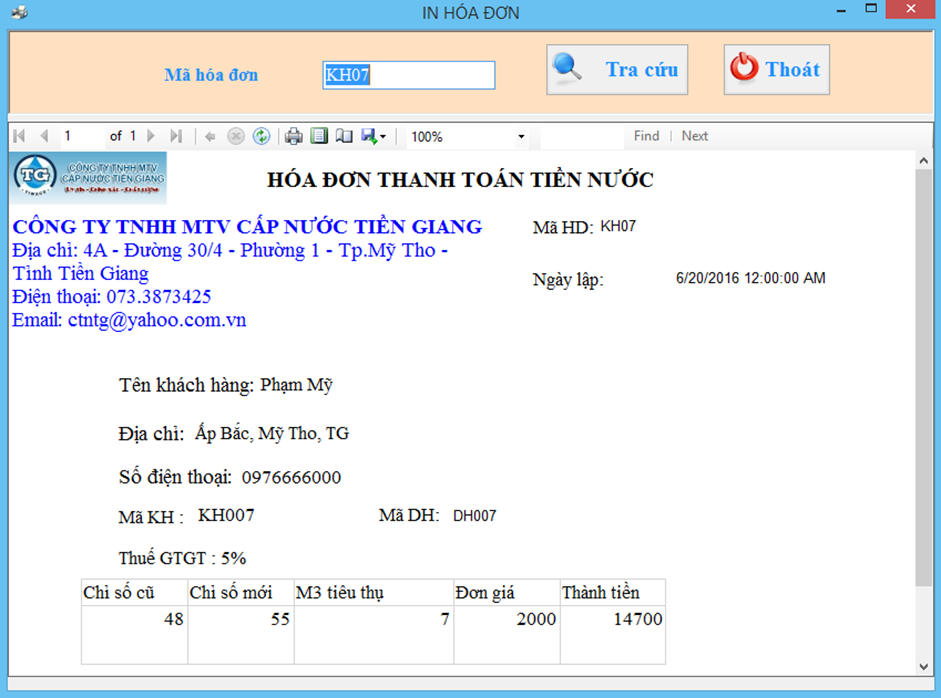 IN HÓA ĐƠN
Mã hóa đơn
KH07
Tra cứu
Thoát
1 of 1
100%
Find | Next
TG
CÔNG TY TNHH MTV
CẤP NƯỚC TIỀN GIANG
HÓA ĐƠN THANH TOÁN TIỀN NƯỚC
CÔNG TY TNHH MTV CẤP NƯỚC TIỀN GIANG
Mã HD: KH07
Địa chỉ: 4A - Đường 30/4 - Phường 1 - Tp.Mỹ Tho -
Tỉnh Tiền Giang
Ngày lập: 6/20/2016 12:00:00 AM
Điện thoại: 073.3873425
Email: ctntg@yahoo.com.vn
Tên khách hàng: Phạm Mỹ
Địa chỉ: Ấp Bắc, Mỹ Tho, TG
Số điện thoại: 0976666000
Mã KH : KH007 Mã DH: DH007
Thuế GTGT : 5%
Chỉ số cũ Chỉ số mới M3 tiêu thụ Đơn giá Thành tiền
48 55 7 2000 14700